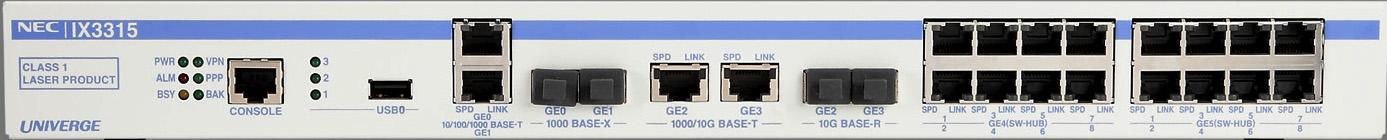 NEC IX3315
CLASS 1
LASER PRODUCT
PWR VPN
ALM PPP
BSY BAK
CONSOLE
3
2
1
USB0
SPD LINK
GE0
10/100/1000 BASE-T
GE1
GE0 GE1
1000 BASE-X
SPD LINK SPD LINK
GE2 GE3
1000/10G BASE-T
GE2 GE3
10G BASE-R
SPD LINK SPD LINK SPD LINK SPD LINK
1 3 5 7
GE4(SW-HUB)
2 4 6 8
SPD LINK SPD LINK SPD LINK SPD LINK
1 3 5 7
GE5(SW-HUB)
2 4 6 8
UNIVERGE